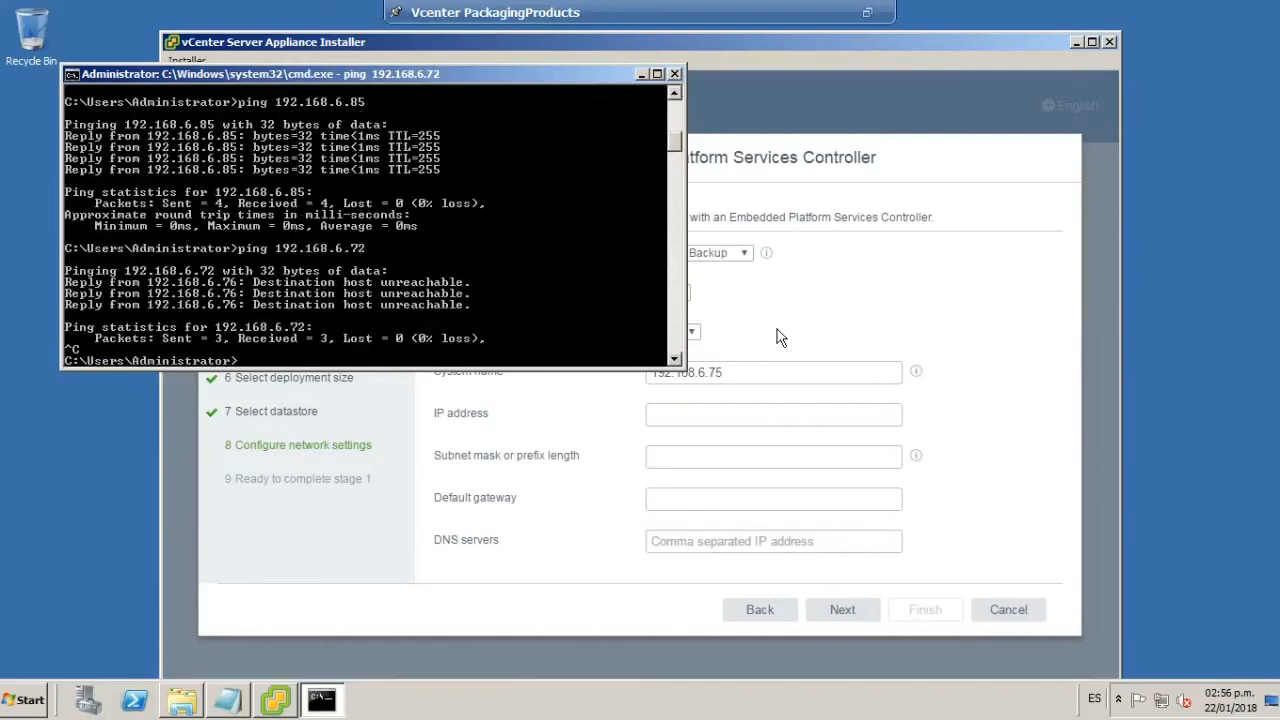 Vcenter PackagingProducts
Recycle Bin
vCenter Server Appliance Installer
Installer
Administrator: C:\Windows\system32\cmd.exe - ping 192.168.6.72
C:\Users\Administrator>ping 192.168.6.85
Pinging 192.168.6.85 with 32 bytes of data:
Reply from 192.168.6.85: bytes=32 time<1ms TTL=255
Reply from 192.168.6.85: bytes=32 time<1ms TTL=255
Reply from 192.168.6.85: bytes=32 time<1ms TTL=255
Reply from 192.168.6.85: bytes=32 time<1ms TTL=255
Ping statistics for 192.168.6.85:
Packets: Sent = 4, Received = 4, Lost = 0 (0% loss),
Approximate round trip times in milli-seconds:
Minimum = 0ms, Maximum = 0ms, Average = 0ms
C:\Users\Administrator>ping 192.168.6.72
Pinging 192.168.6.72 with 32 bytes of data:
Reply from 192.168.6.76: Destination host unreachable.
Reply from 192.168.6.76: Destination host unreachable.
Reply from 192.168.6.76: Destination host unreachable.
Ping statistics for 192.168.6.72:
Packets: Sent = 3, Received = 3, Lost = 0 (0% loss),
^C
C:\Users\Administrator>
English
tform Services Controller
with an Embedded Platform Services Controller.
Backup
System name 192.168.6.75
6 Select deployment size
7 Select datastore
IP address
8 Configure network settings
Subnet mask or prefix length
9 Ready to complete stage 1
Default gateway
DNS servers Comma separated IP address
Back Next Finish Cancel
Start
ES
02:56 p.m.
22/01/2018